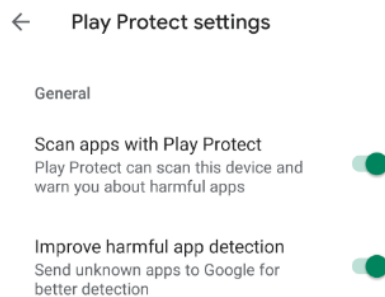 Play Protect settings
General
Scan apps with Play Protect
Play Protect can scan this device and
warn you about harmful apps
Improve harmful app detection
Send unknown apps to Google for
better detection